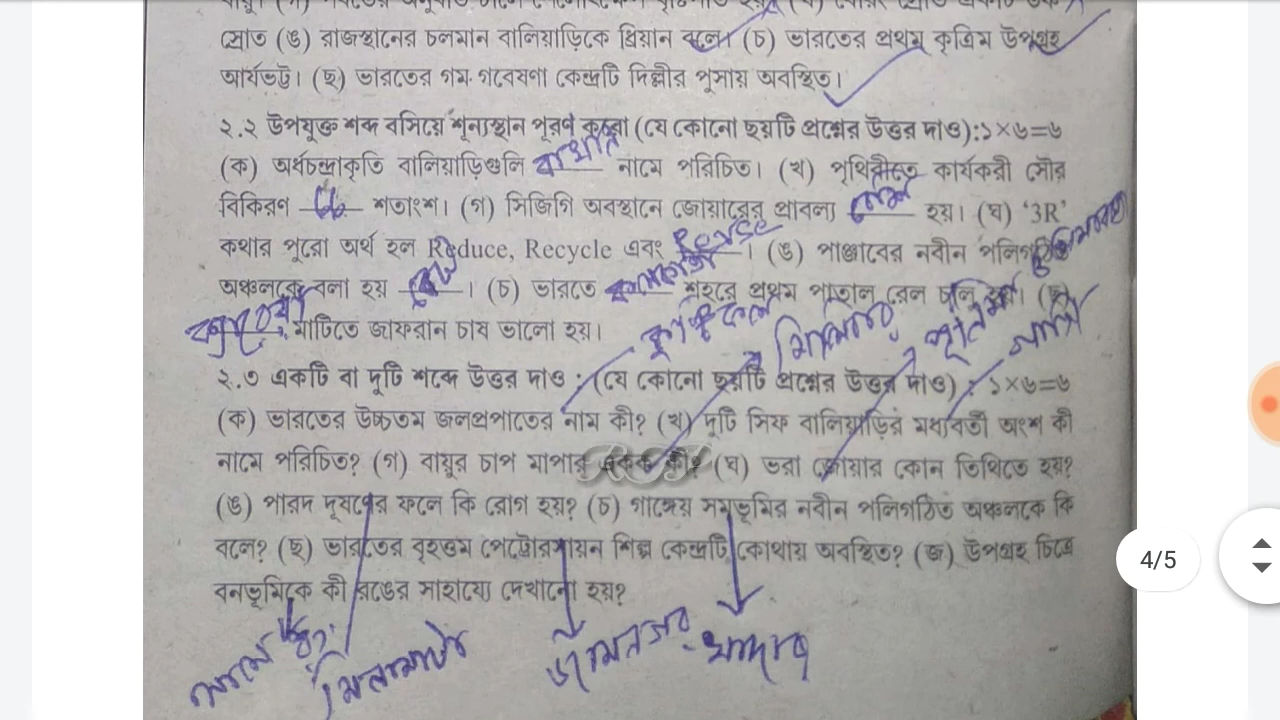 স্রোত (ঙ) রাজস্থানের চলমান বালিয়াড়িকে থ্রিয়ান বলে। (চ) ভারতের প্রথম কৃত্রিম উপগ্রহ
আর্যভট্ট। (ছ) ভারতের গম গবেষণা কেন্দ্রটি দিল্লীর পুসায় অবস্থিত।
২.২ উপযুক্ত শব্দ বসিয়ে শূন্যস্থান পূরণ করো (যে কোনো ছয়টি প্রশ্নের উত্তর দাও):১×৬=৬
(ক) অর্ধচন্দ্রাকৃতি বালিয়াড়িগুলি বার্খান নামে পরিচিত। (খ) পৃথিবীতে কার্যকরী সৌর
বিকিরণ ৬৬ শতাংশ। (গ) সিজিগি অবস্থানে জোয়ারের প্রাবল্য বেশি হয়। (ঘ) '3R'
কথার পুরো অর্থ হল Reduce, Recycle এবং Reuse। (ঙ) পাঞ্জাবের নবীন পলিগঠিত
অঞ্চলকে বলা হয় বেট। (চ) ভারতে কলকাতা শহরে প্রথম পাতাল রেল চালু হয়। (ছ)
কারেওয়া মাটিতে জাফরান চাষ ভালো হয়।
কুঞ্চিকল গাসি পূর্ণিমা মিলিবার
২.৩ একটি বা দুটি শব্দে উত্তর দাও : (যে কোনো ছয়টি প্রশ্নের উত্তর দাও) : ১×৬=৬
(ক) ভারতের উচ্চতম জলপ্রপাতের নাম কী? (খ) দুটি সিফ বালিয়াড়ির মধ্যবর্তী অংশ কী
নামে পরিচিত? (গ) বায়ুর চাপ মাপার একক কী? (ঘ) ভরা জোয়ার কোন তিথিতে হয়?
(ঙ) পারদ দূষণের ফলে কি রোগ হয়? (চ) গাঙ্গেয় সমভূমির নবীন পলিগঠিত অঞ্চলকে কি
বলে? (ছ) ভারতের বৃহত্তম পেট্রোরসায়ন শিল্প কেন্দ্রটি কোথায় অবস্থিত? (জ) উপগ্রহ চিত্রে
বনভূমিকে কী রঙের সাহায্যে দেখানো হয়?
মিনামাটা জামনগর খাদার
4/5